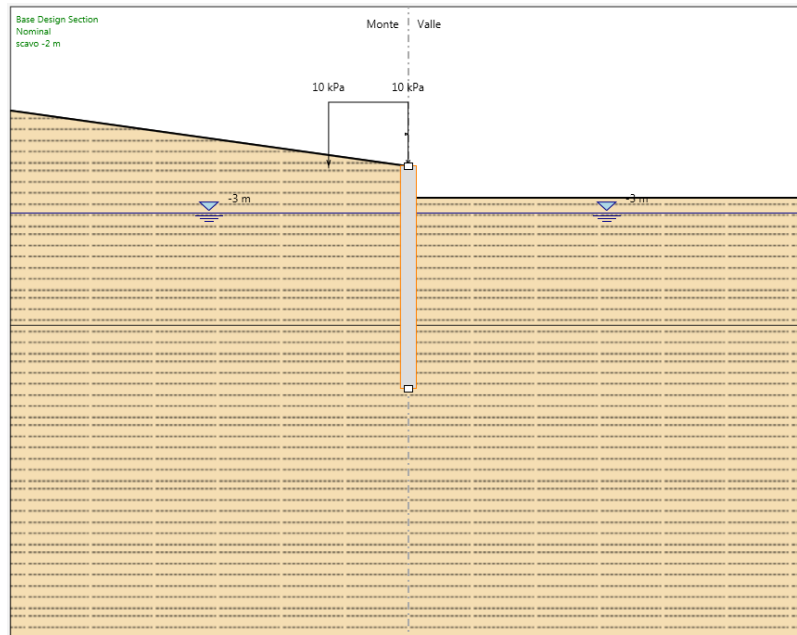 Base Design Section
Nominal
scavo -2 m
Monte
Valle
10 kPa
10 kPa
-3 m
-3 m